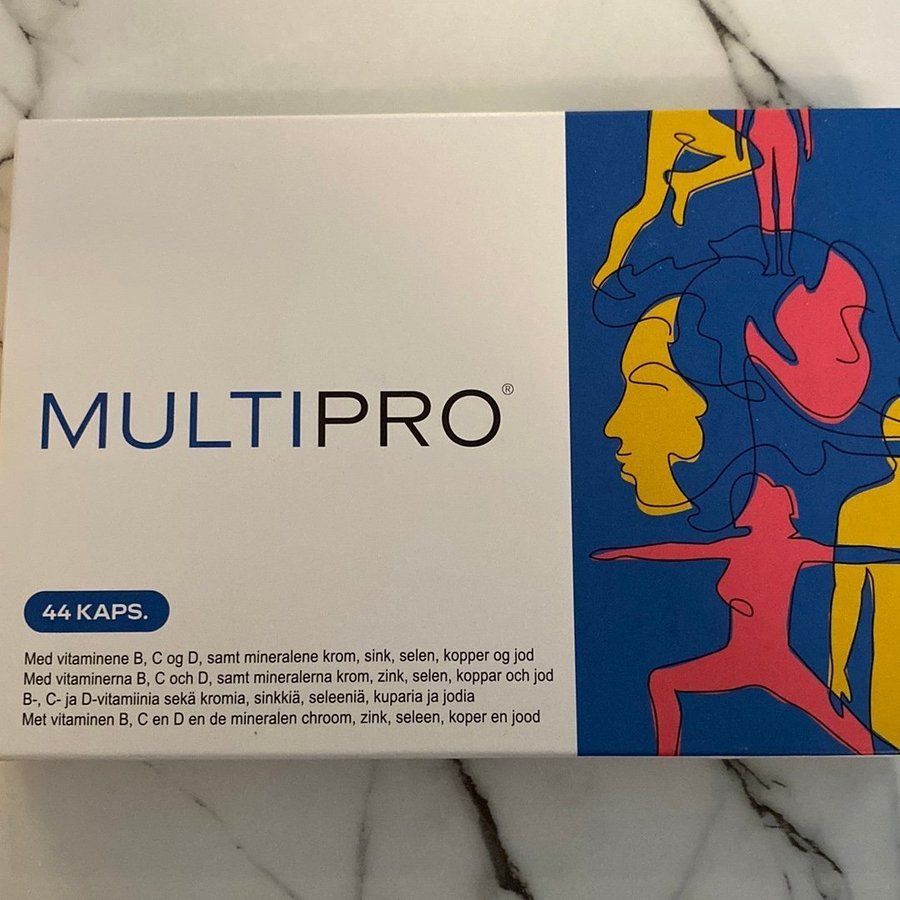 MULTIPRO®
44 KAPS.
Med vitaminene B, C og D, samt mineralene krom, sink, selen, kopper og jod
Med vitaminerna B, C och D, samt mineralerna krom, zink, selen, koppar och jod
B-, C- ja D-vitamiinia sekä kromia, sinkkiä, seleeniä, kuparia ja jodia
Met vitaminen B, C en D en de mineralen chroom, zink, seleen, koper en jood